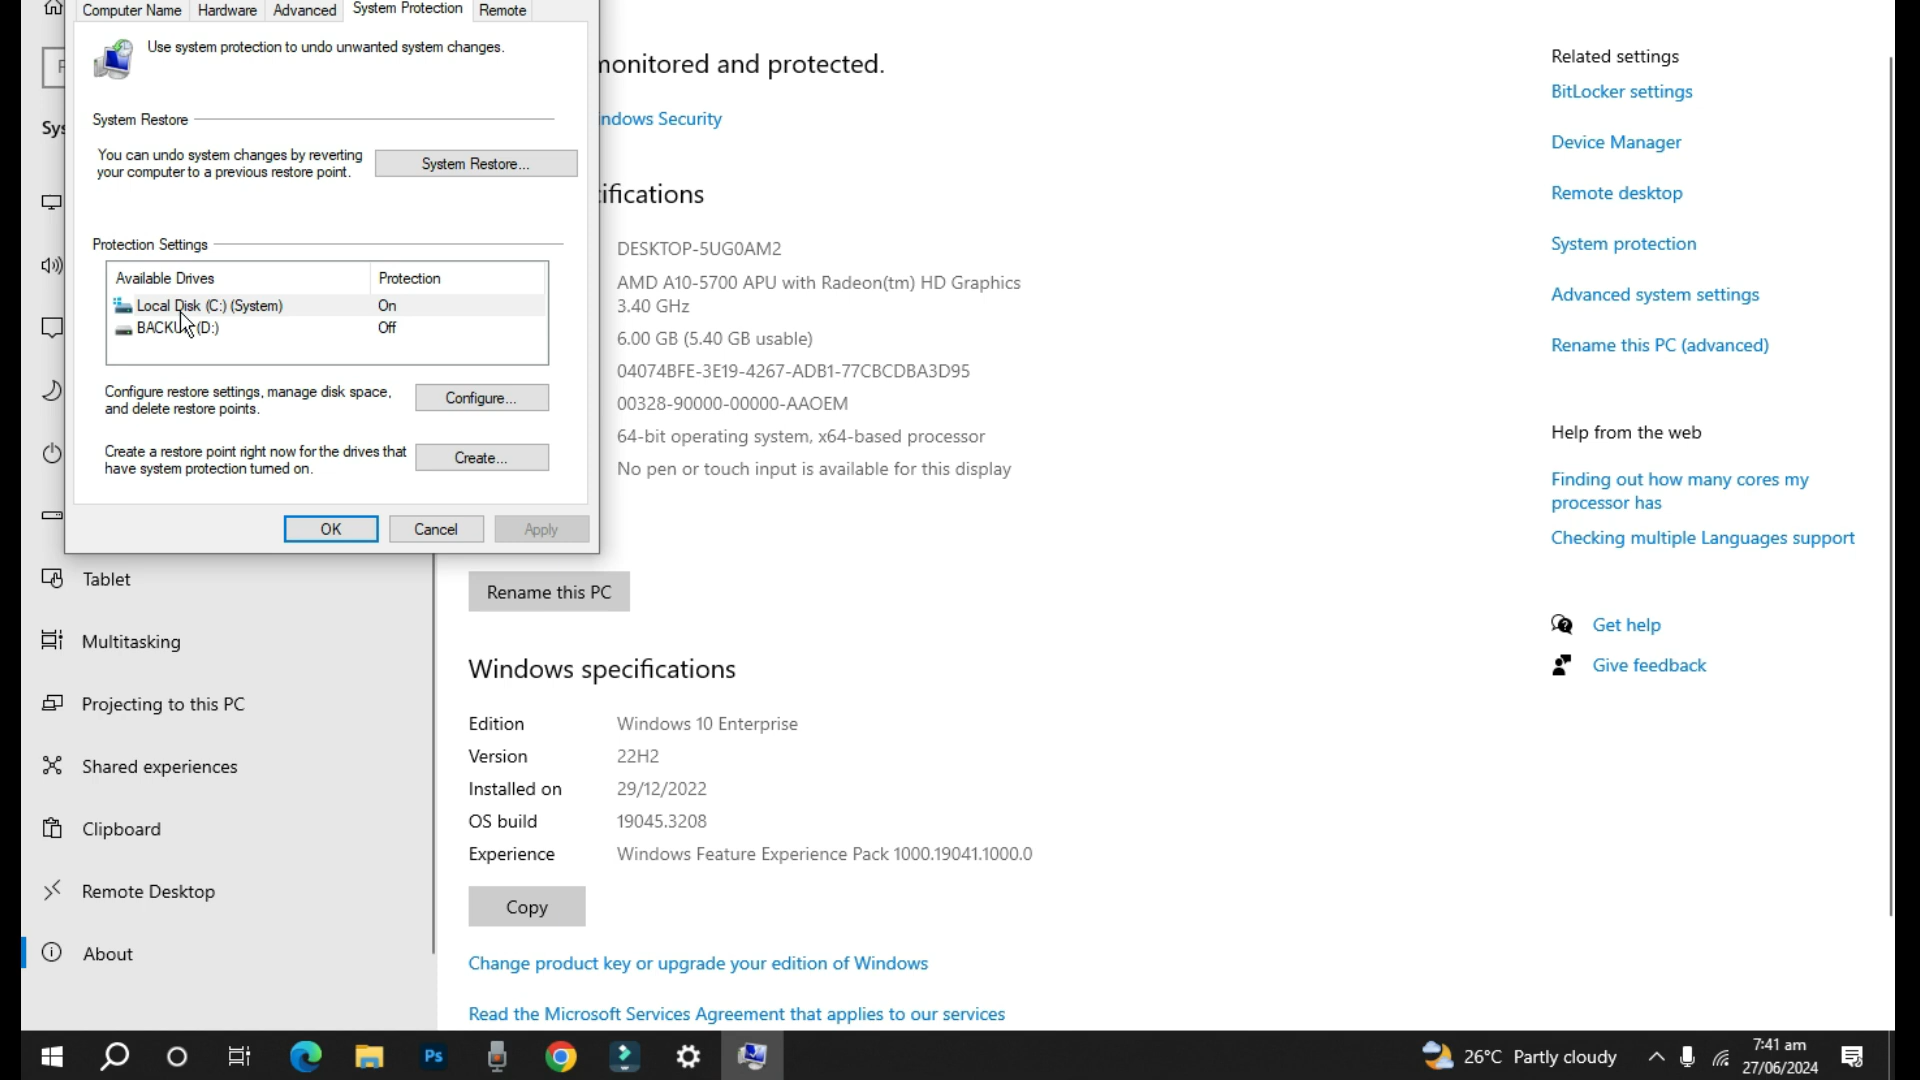 Computer Name Hardware Advanced System Protection Remote
Use system protection to undo unwanted system changes.
System Restore
You can undo system changes by reverting
your computer to a previous restore point.
System Restore...
Protection Settings
Available Drives Protection
Local Disk (C:) (System) On
(D:) Off
Configure restore settings, manage disk space,
and delete restore points.
Configure...
Create a restore point right now for the drives that
have system protection turned on.
Create...
OK Cancel Apply
Tablet
Multitasking
Projecting to this PC
Shared experiences
Clipboard
Remote Desktop
About
and protected.
Security
DESKTOP-5UG0AM2
AMD A10-5700 APU with Radeon(tm) HD Graphics
3.40 GHz
6.00 GB (5.40 GB usable)
04074BFE-3E19-4267-ADB1-77CBCDBA3D95
00328-90000-00000-AAOEM
64-bit operating system, x64-based processor
No pen or touch input is available for this display
Rename this PC
Windows specifications
Edition Windows 10 Enterprise
Version 22H2
Installed on 29/12/2022
OS build 19045.3208
Experience Windows Feature Experience Pack 1000.19041.1000.0
Copy
Change product key or upgrade your edition of Windows
Read the Microsoft Services Agreement that applies to our services
Related settings
BitLocker settings
Device Manager
Remote desktop
System protection
Advanced system settings
Rename this PC (advanced)
Help from the web
Finding out how many cores my
processor has
Checking multiple Languages support
Get help
Give feedback
Ps
26°C Partly cloudy
7:41 am
27/06/2024